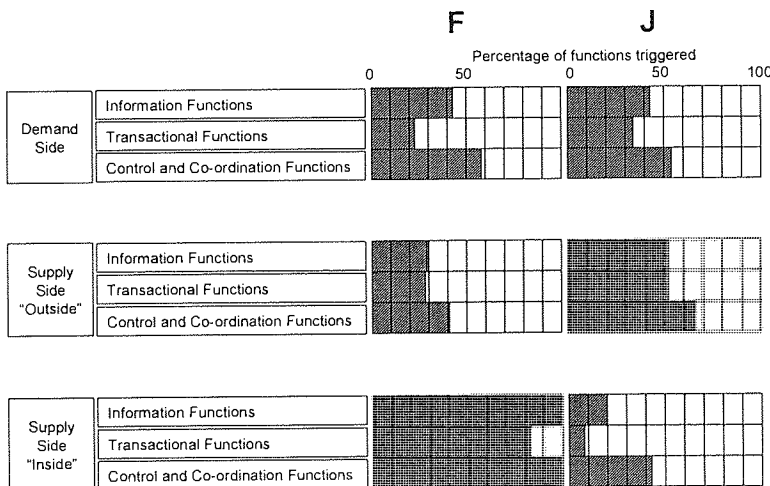 F J
Percentage of functions triggered
0 50 0 50 100
Demand
Side
Information Functions
Transactional Functions
Control and Co-ordination Functions
Supply
Side
"Outside"
Information Functions
Transactional Functions
Control and Co-ordination Functions
Supply
Side
"Inside"
Information Functions
Transactional Functions
Control and Co-ordination Functions